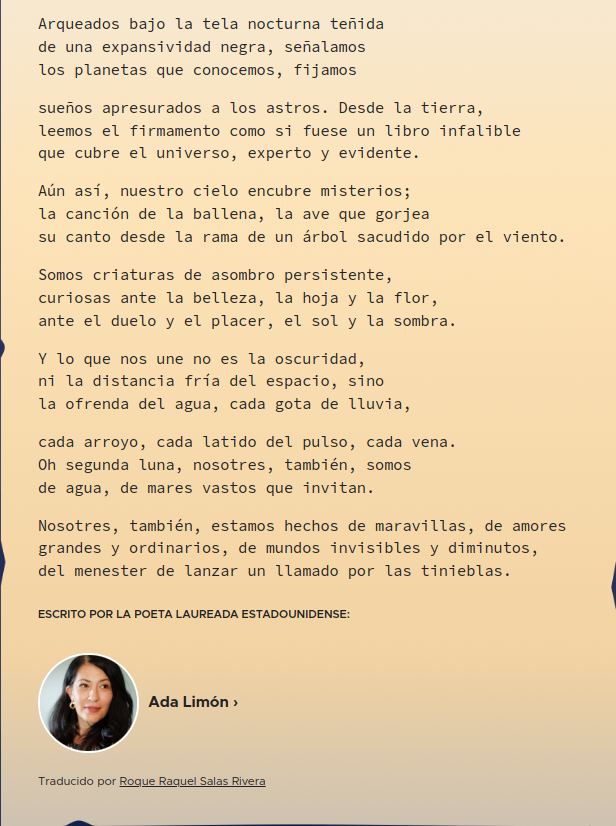 Arqueados bajo la tela nocturna teñida
de una expansividad negra, señalamos
los planetas que conocemos, fijamos
sueños apresurados a los astros. Desde la tierra,
leemos el firmamento como si fuese un libro infalible
que cubre el universo, experto y evidente.
Aún así, nuestro cielo encubre misterios;
la canción de la ballena, la ave que gorjea
su canto desde la rama de un árbol sacudido por el viento.
Somos criaturas de asombro persistente,
curiosas ante la belleza, la hoja y la flor,
ante el duelo y el placer, el sol y la sombra.
Y lo que nos une no es la oscuridad,
ni la distancia fría del espacio, sino
la ofrenda del agua, cada gota de lluvia,
cada arroyo, cada latido del pulso, cada vena.
Oh segunda luna, nosotres, también, somos
de agua, de mares vastos que invitan.
Nosotres, también, estamos hechos de maravillas, de amores
grandes y ordinarios, de mundos invisibles y diminutos,
del menester de lanzar un llamado por las tinieblas.
ESCRITO POR LA POETA LAUREADA ESTADOUNIDENSE:
Ada Limón ›
Traducido por Roque Raquel Salas Rivera